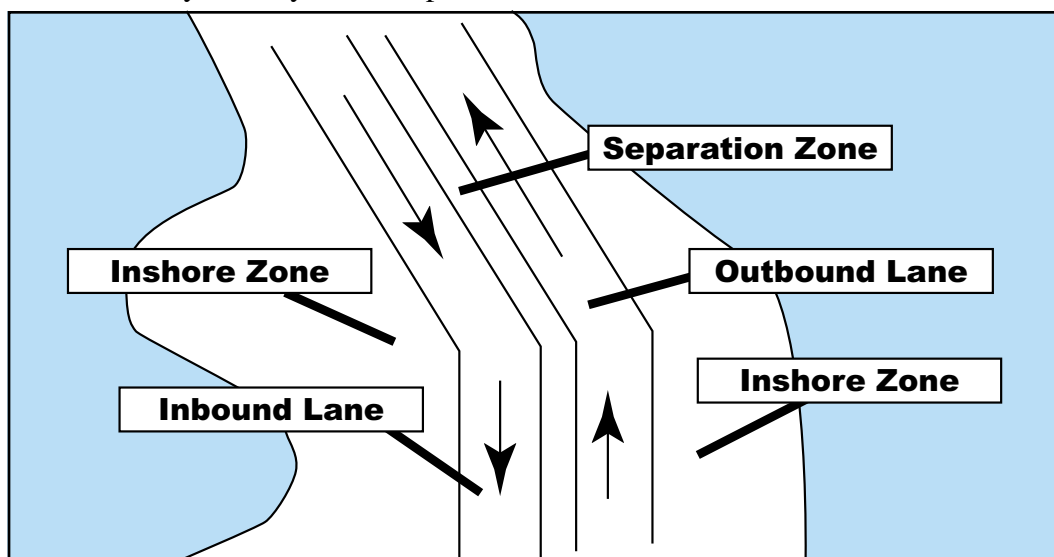 Separation Zone
Inshore Zone
Outbound Lane
Inshore Zone
Inbound Lane